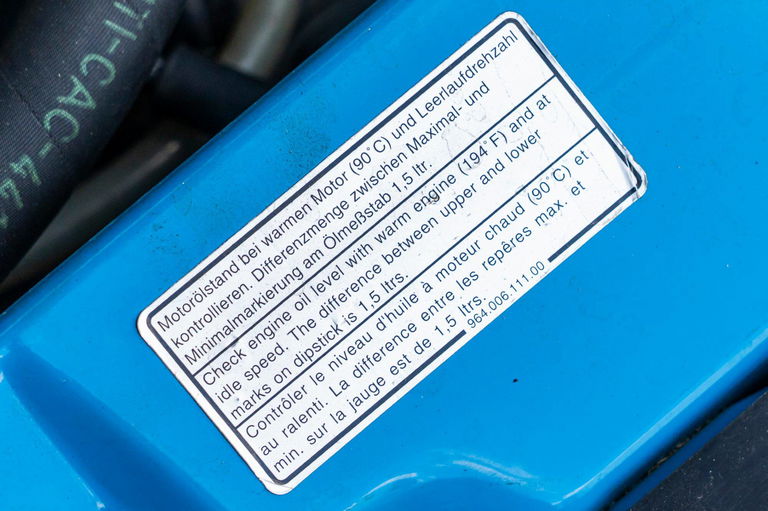 Motorölstand bei warmen Motor (90°C) und Leerlaufdrehzahl
kontrollieren. Differenzmenge zwischen Maximal- und
Minimalmarkierung am Ölmeßstab 1,5 ltr.
Check engine oil level with warm engine (194°F) and at
idle speed. The difference between upper and lower
marks on dipstick is 1,5 ltrs.
Contrôler le niveau d'huile à moteur chaud (90°C) et
au ralenti. La différence entre les repêres max. et
min. sur la jauge est de 1,5 ltrs.
964.006.111.00